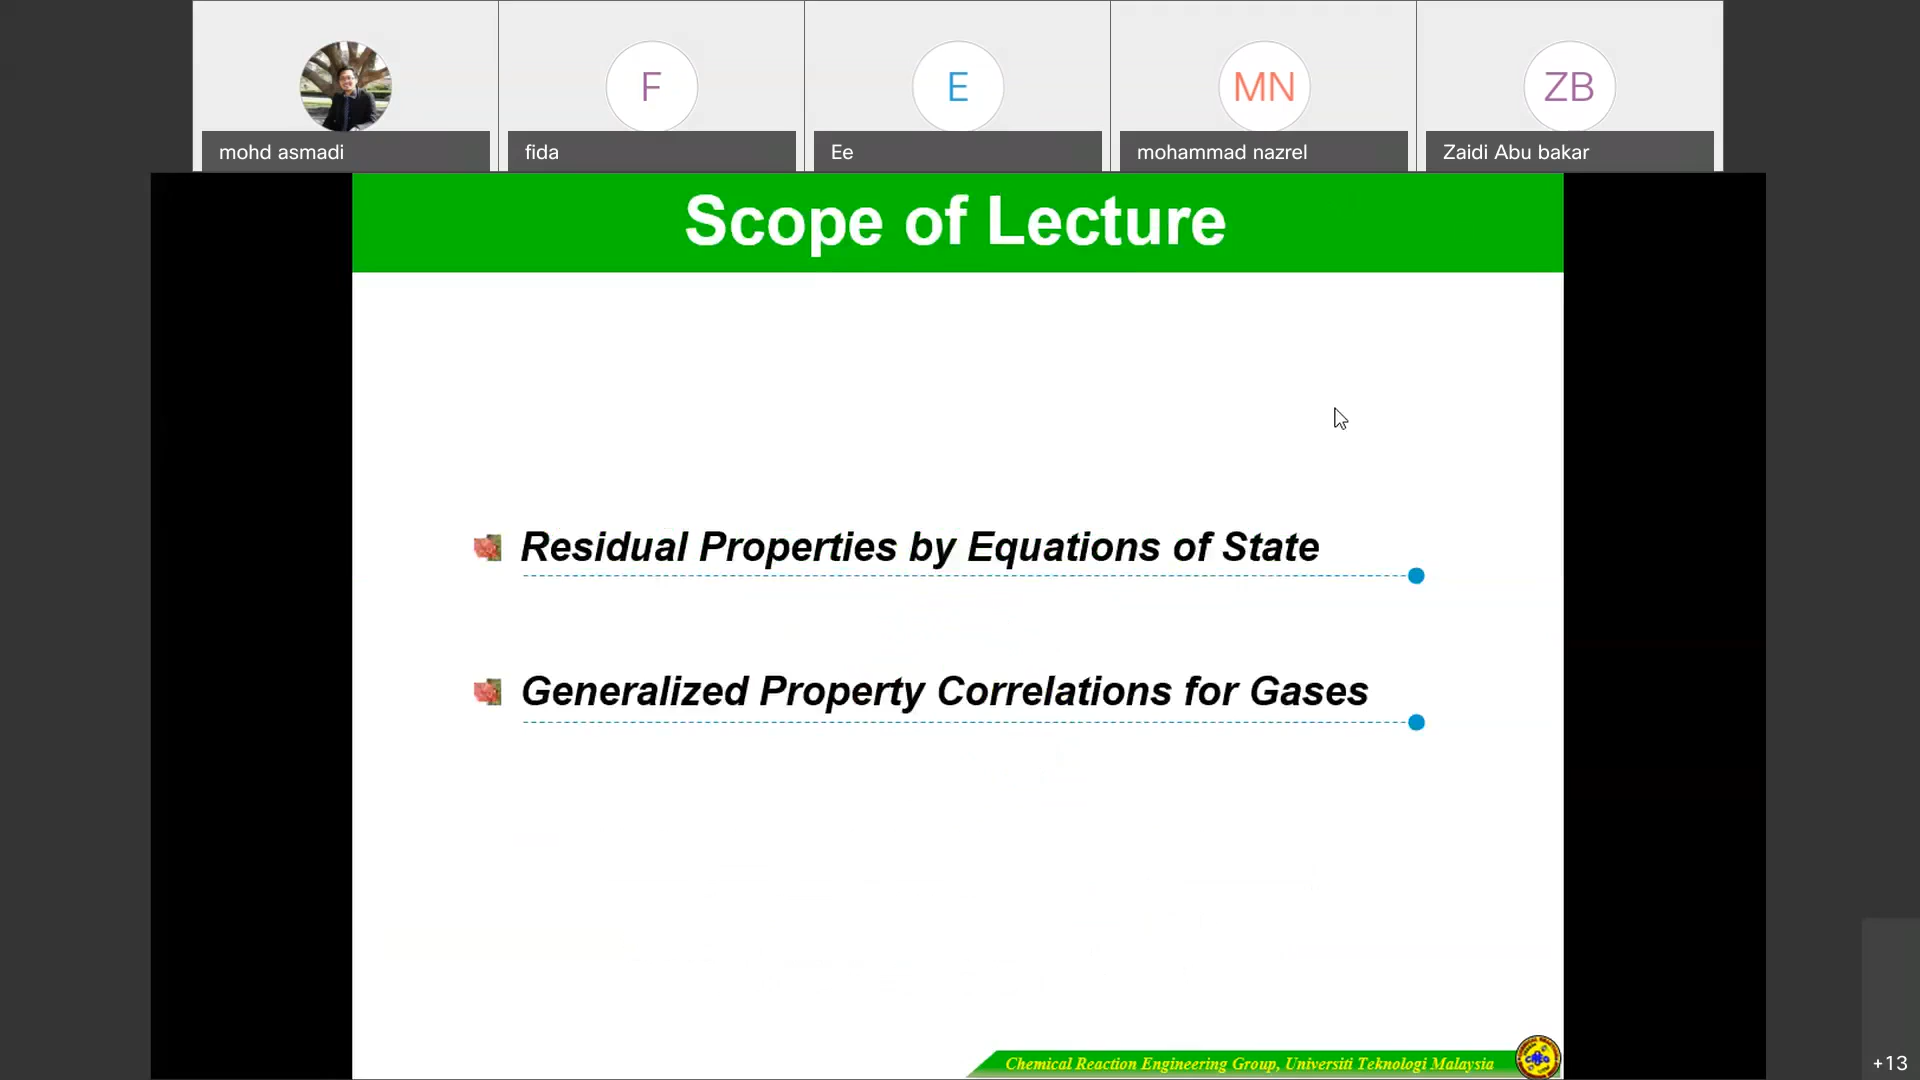 F
E
MN
ZB
mohd asmadi
fida
Ee
mohammad nazrel
Zaidi Abu bakar
Scope of Lecture
Residual Properties by Equations of State
Generalized Property Correlations for Gases
Chemical Reaction Engineering Group, Universiti Teknologi Malaysia
+13